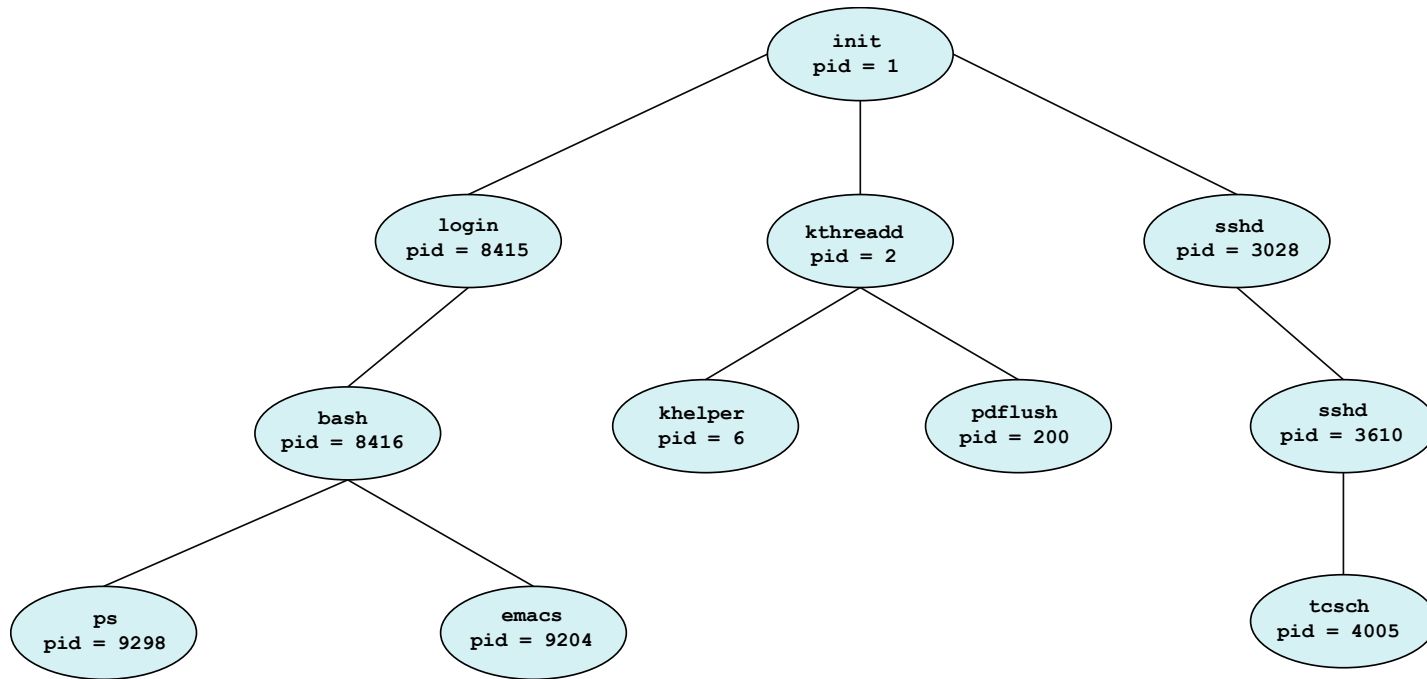 init
pid = 1
login
pid = 8415
kthreadd
pid = 2
sshd
pid = 3028
bash
pid = 8416
khelper
pid = 6
pdflush
pid = 200
sshd
pid = 3610
ps
pid = 9298
emacs
pid = 9204
tcsch
pid = 4005